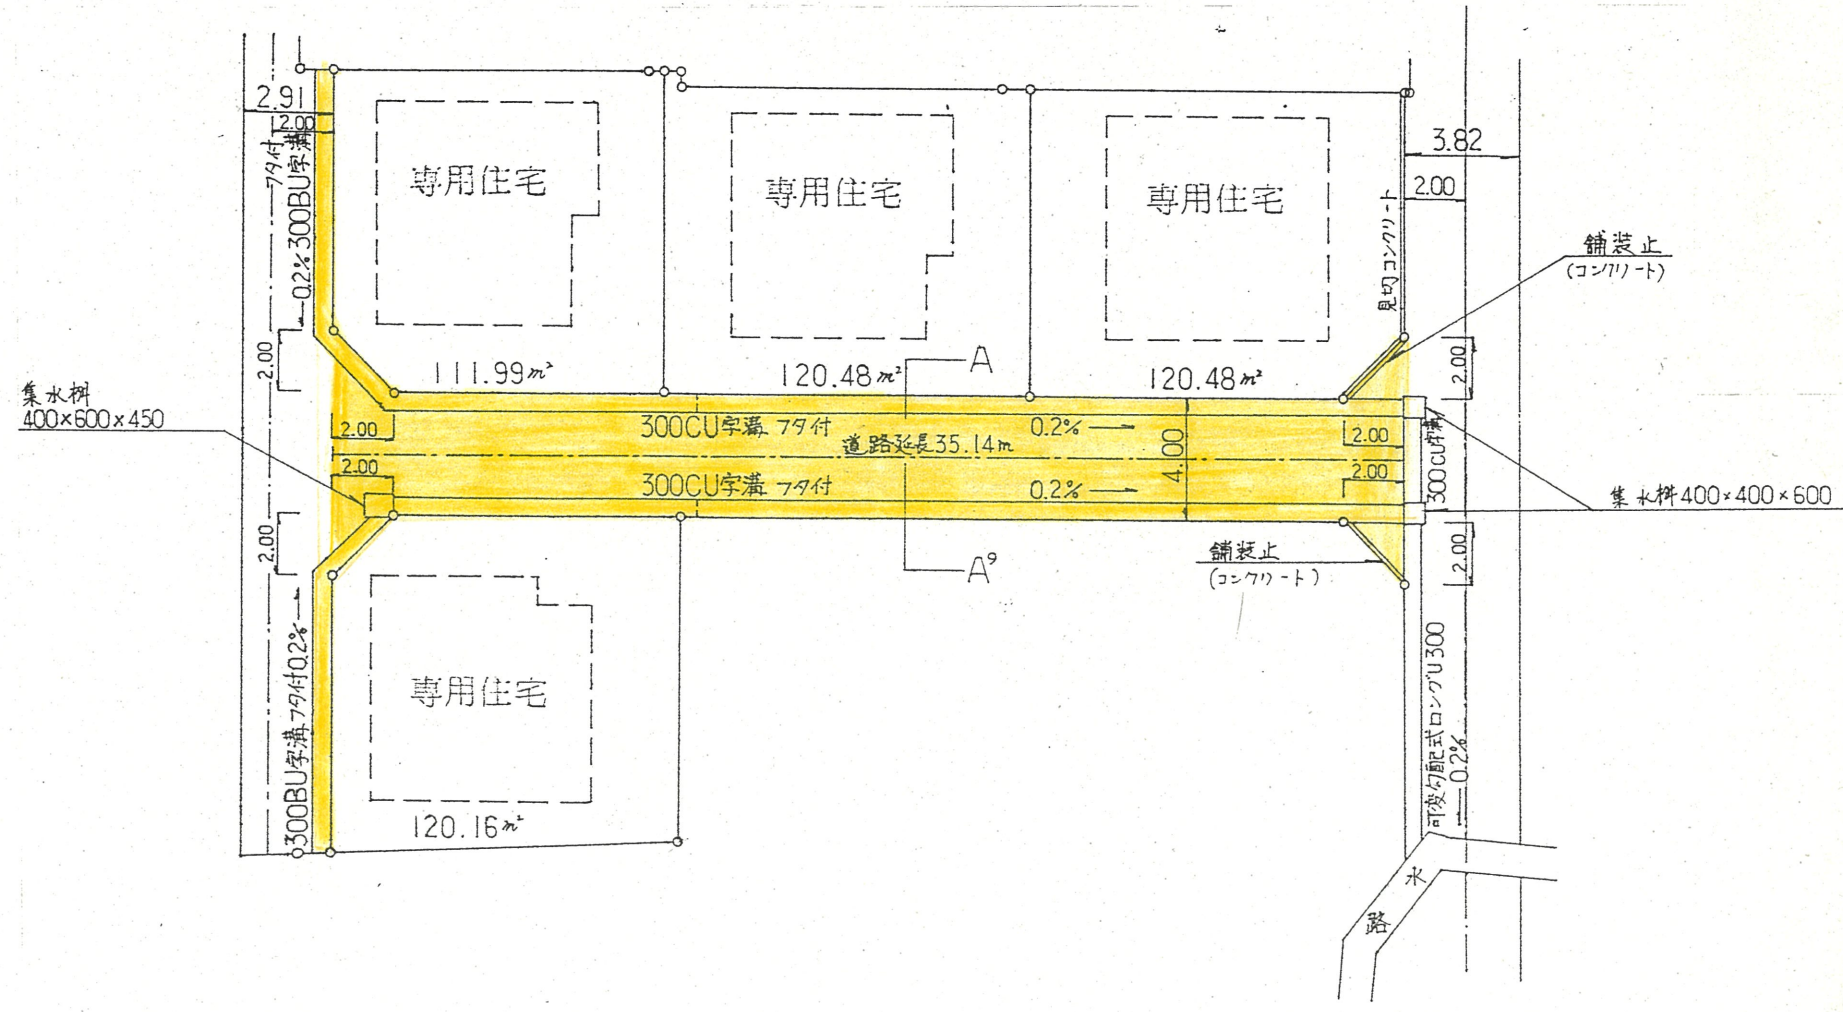 2.91
2.00
フタ付
0.2% 300BU字溝
専用住宅
専用住宅
専用住宅
3.82
2.00
見切コンクリート
舗装止
(コンクリート)
111.99m²
120.48m²
120.48m²
A
2.00
2.00
集水桝
400×600×450
2.00
300CU字溝 フタ付
0.2%
道路延長35.14m
4.00
2.00
2.00
300CU字溝 フタ付
0.2%
2.00
300CU字溝
集水桝400×400×600
2.00
2.00
舗装止
(コンクリート)
A'
300BU字溝フタ付0.2%
専用住宅
120.16m²
可変勾配式ロングU300
0.2%
水
路